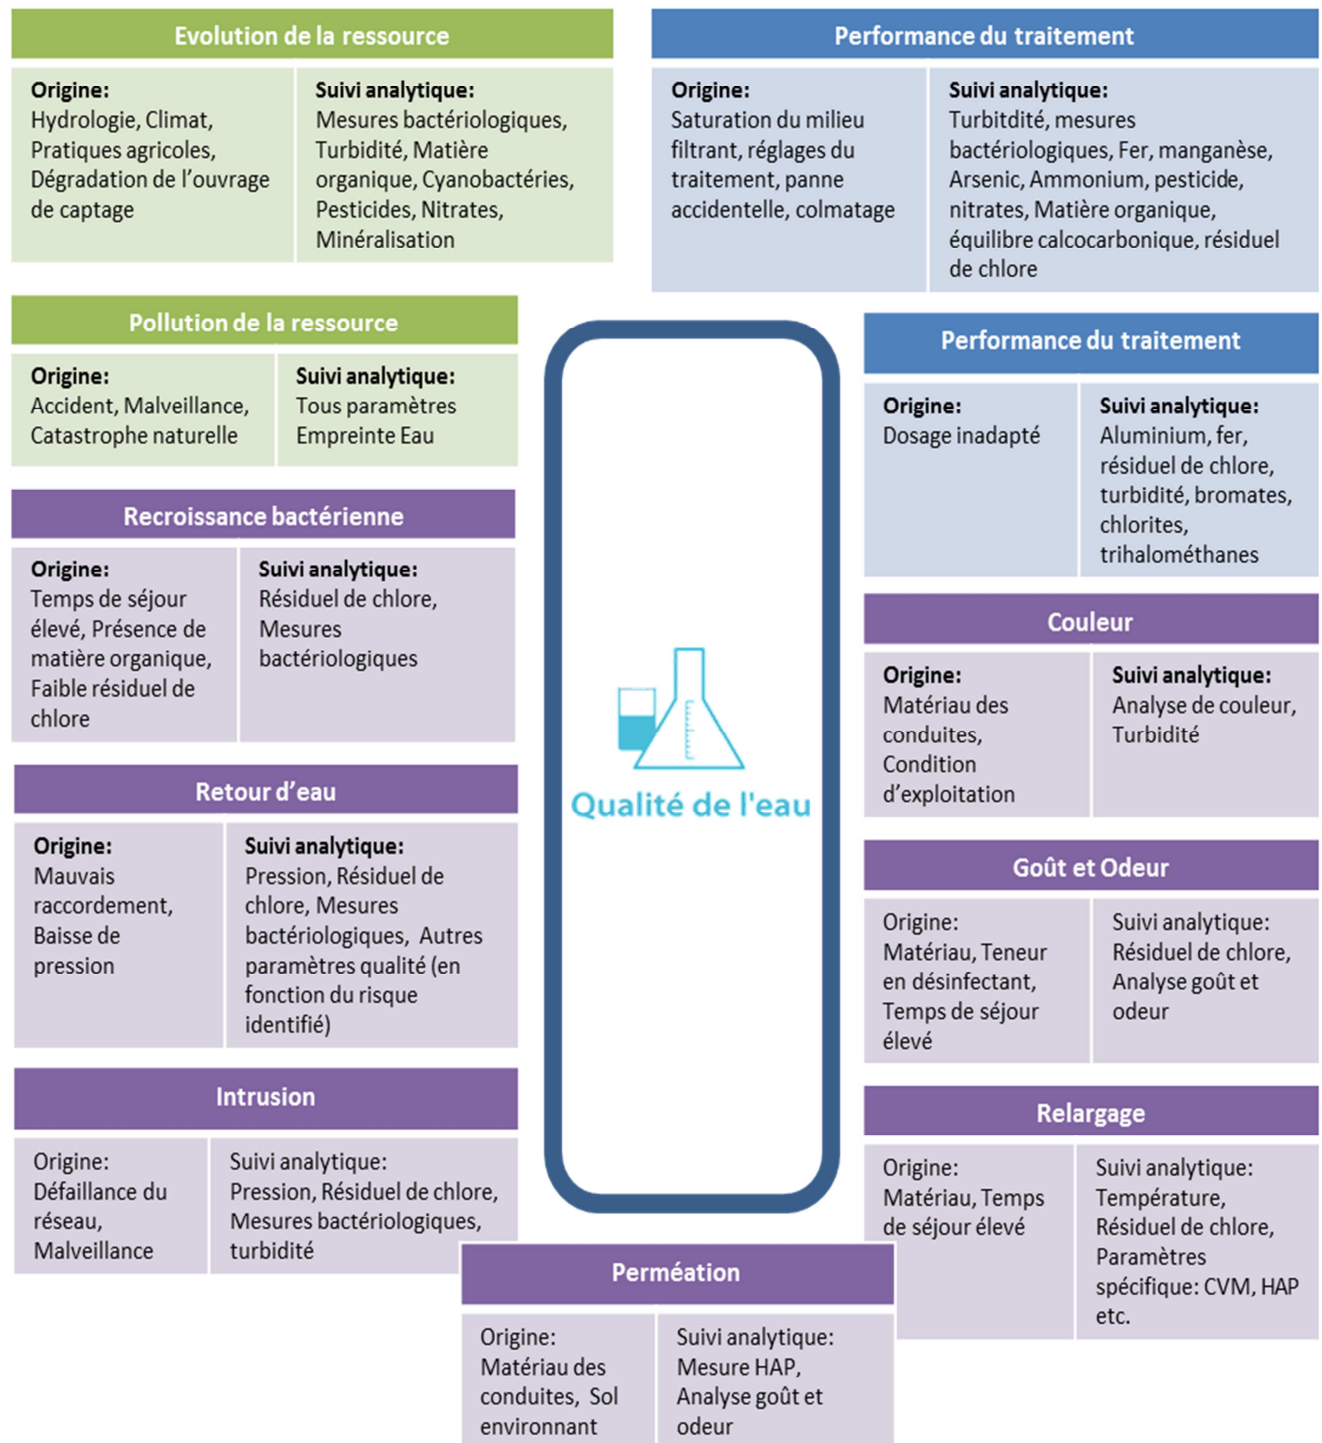 Evolution de la ressource
Origine:
Hydrologie, Climat,
Pratiques agricoles,
Dégradation de l'ouvrage
de captage
Suivi analytique:
Mesures bactériologiques,
Turbidité, Matière
organique, Cyanobactéries,
Pesticides, Nitrates,
Minéralisation
Performance du traitement
Origine:
Saturation du milieu
filtrant, réglages du
traitement, panne
accidentelle, colmatage
Suivi analytique:
Turbitdité, mesures
bactériologiques, Fer, manganèse,
Arsenic, Ammonium, pesticide,
nitrates, Matière organique,
équilibre calcocarbonique, résiduel
de chlore
Pollution de la ressource
Origine:
Accident, Malveillance,
Catastrophe naturelle
Suivi analytique:
Tous paramètres
Empreinte Eau
Performance du traitement
Origine:
Dosage inadapté
Suivi analytique:
Aluminium, fer,
résiduel de chlore,
turbidité, bromates,
chlorites,
trihalométhanes
Recroissance bactérienne
Origine:
Temps de séjour
élevé, Présence de
matière organique,
Faible résiduel de
chlore
Suivi analytique:
Résiduel de chlore,
Mesures
bactériologiques
Couleur
Origine:
Matériau des
conduites,
Condition
d'exploitation
Suivi analytique:
Analyse de couleur,
Turbidité
Qualité de l'eau
Retour d'eau
Origine:
Mauvais
raccordement,
Baisse de
pression
Suivi analytique:
Pression, Résiduel de
chlore, Mesures
bactériologiques, Autres
paramètres qualité (en
fonction du risque
identifié)
Goût et Odeur
Origine:
Matériau, Teneur
en désinfectant,
Temps de séjour
élevé
Suivi analytique:
Résiduel de chlore,
Analyse goût et
odeur
Intrusion
Origine:
Défaillance du
réseau,
Malveillance
Suivi analytique:
Pression, Résiduel de chlore,
Mesures bactériologiques,
turbidité
Relargage
Origine:
Matériau, Temps
de séjour élevé
Suivi analytique:
Température,
Résiduel de chlore,
Paramètres
spécifique: CVM, HAP
etc.
Perméation
Origine:
Matériau des
conduites, Sol
environnant
Suivi analytique:
Mesure HAP,
Analyse goût et
odeur